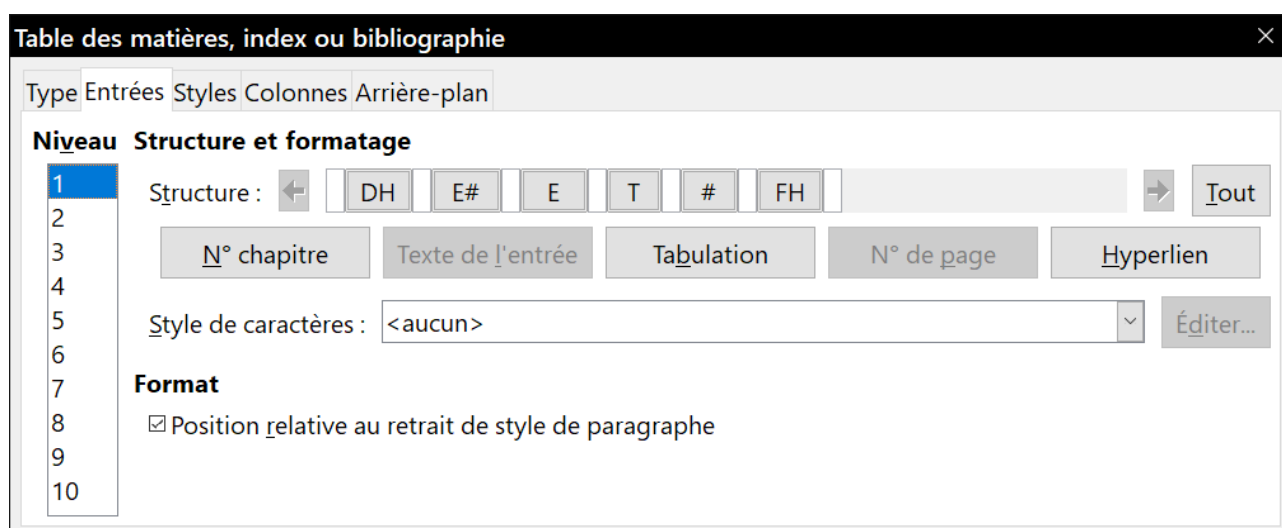 Table des matières, index ou bibliographie
Type Entrées Styles Colonnes Arrière-plan
Niveau Structure et formatage
1 Structure : DH E# E T # FH Tout
2
3 N° chapitre Texte de l'entrée Tabulation N° de page Hyperlien
4
5 Style de caractères : <aucun> Éditer...
6
7 Format
8 Position relative au retrait de style de paragraphe
9
10